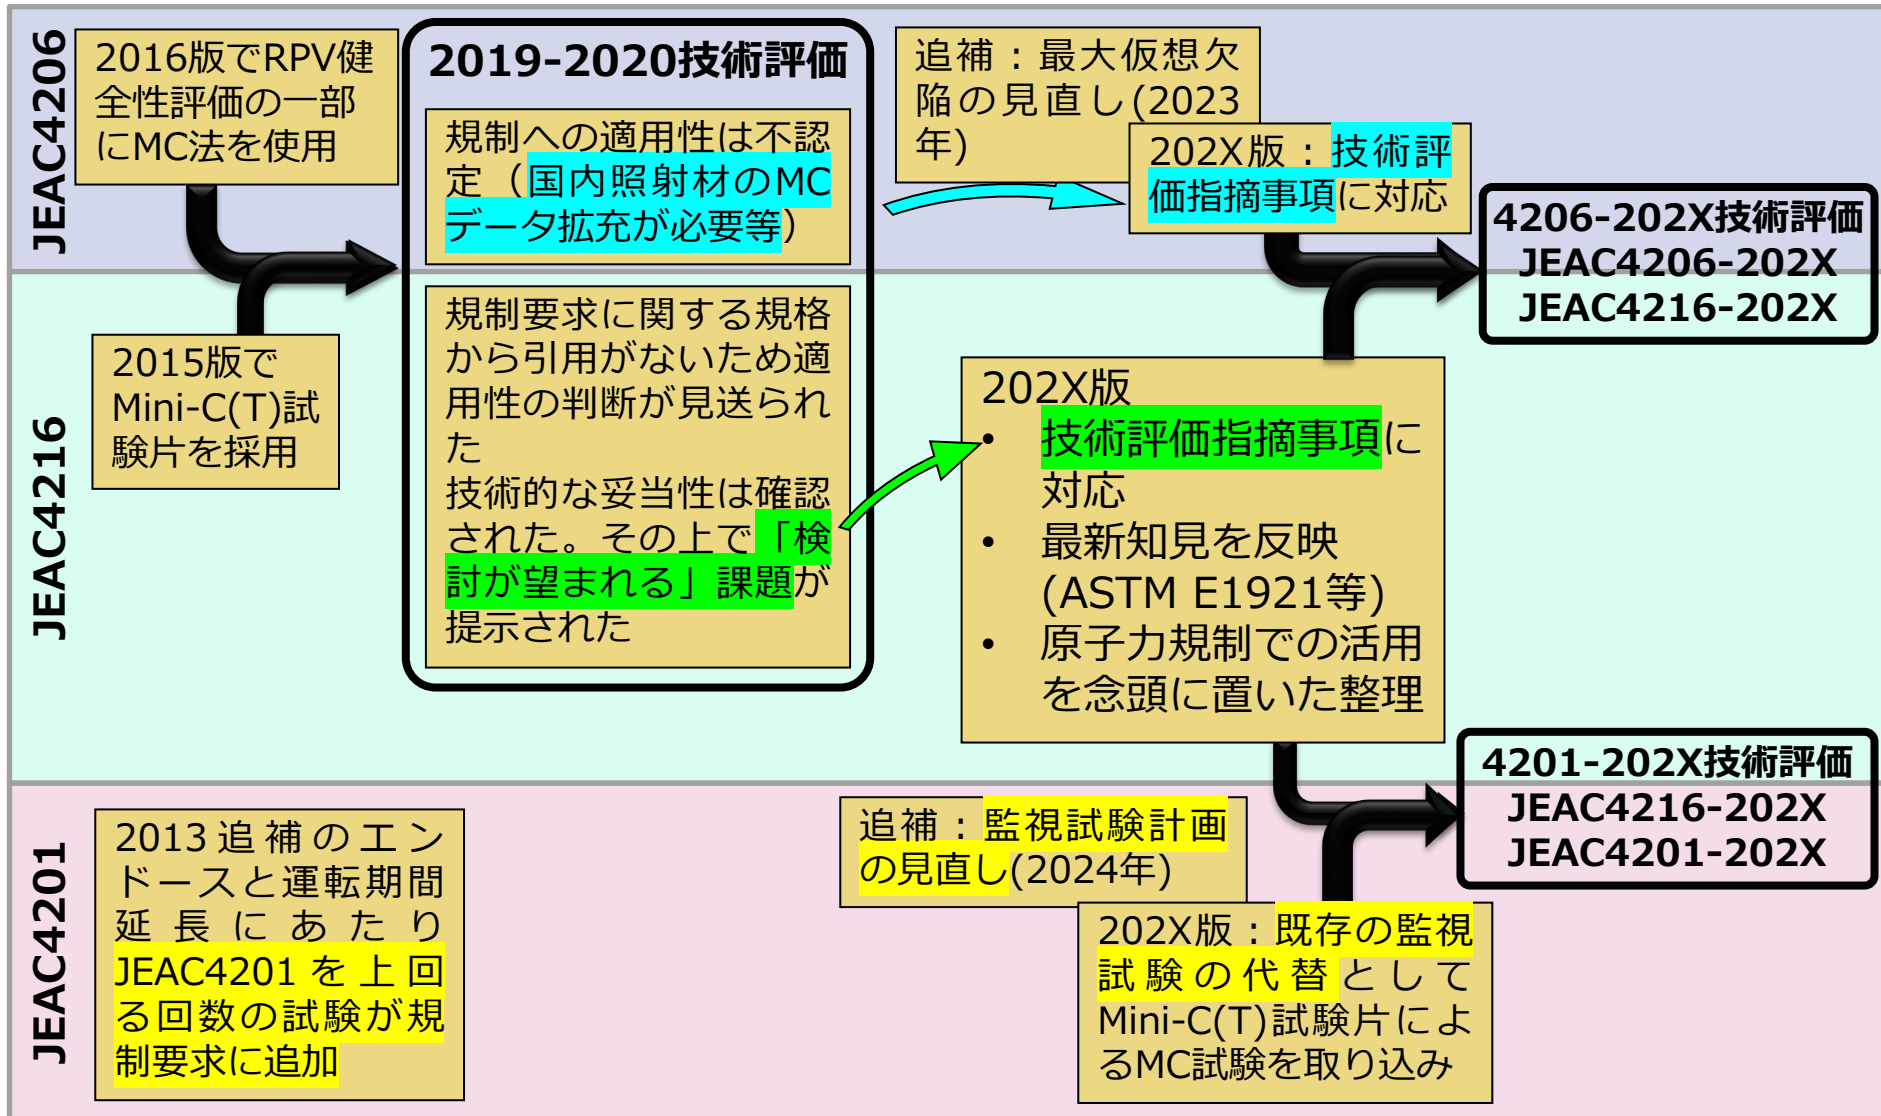 JEAC4206
2016版でRPV健
全性評価の一部
にMC法を使用
2019-2020技術評価
規制への適用性は不認
定（国内照射材のMC
データ拡充が必要等）
追補：最大仮想欠
陥の見直し(2023
年)
202X版：技術評
価指摘事項に対応
4206-202X技術評価
JEAC4206-202X
JEAC4216-202X
JEAC4216
2015版で
Mini-C(T)試
験片を採用
規制要求に関する規格
から引用がないため適
用性の判断が見送られ
た
技術的な妥当性は確認
された。その上で「検
討が望まれる」課題が
提示された
202X版
• 技術評価指摘事項に
対応
• 最新知見を反映
(ASTM E1921等)
• 原子力規制での活用
を念頭に置いた整理
4201-202X技術評価
JEAC4216-202X
JEAC4201-202X
JEAC4201
2013追補のエン
ドースと運転期間
延長にあたり
JEAC4201を上回
る回数の試験が規
制要求に追加
追補：監視試験計画
の見直し(2024年)
202X版：既存の監視
試験の代替として
Mini-C(T)試験片によ
るMC試験を取り込み